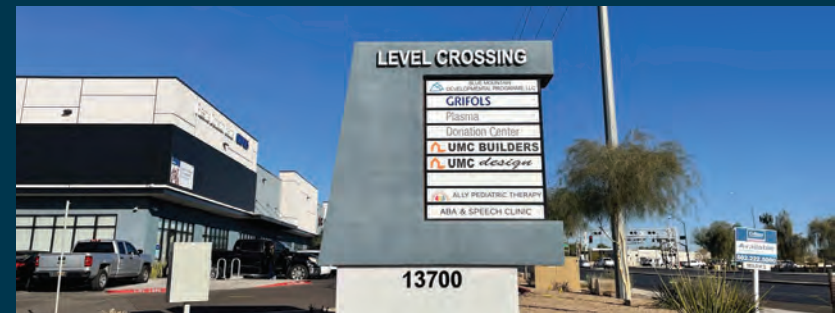 LEVEL CROSSING
BLUE MOUNTAIN
DEVELOPMENTAL PROGRAMS, LLC
GRIFOLS
Plasma
Donation Center
UMC BUILDERS
UMC design
ALLY PEDIATRIC THERAPY
ABA & SPEECH CLINIC
13700
Available